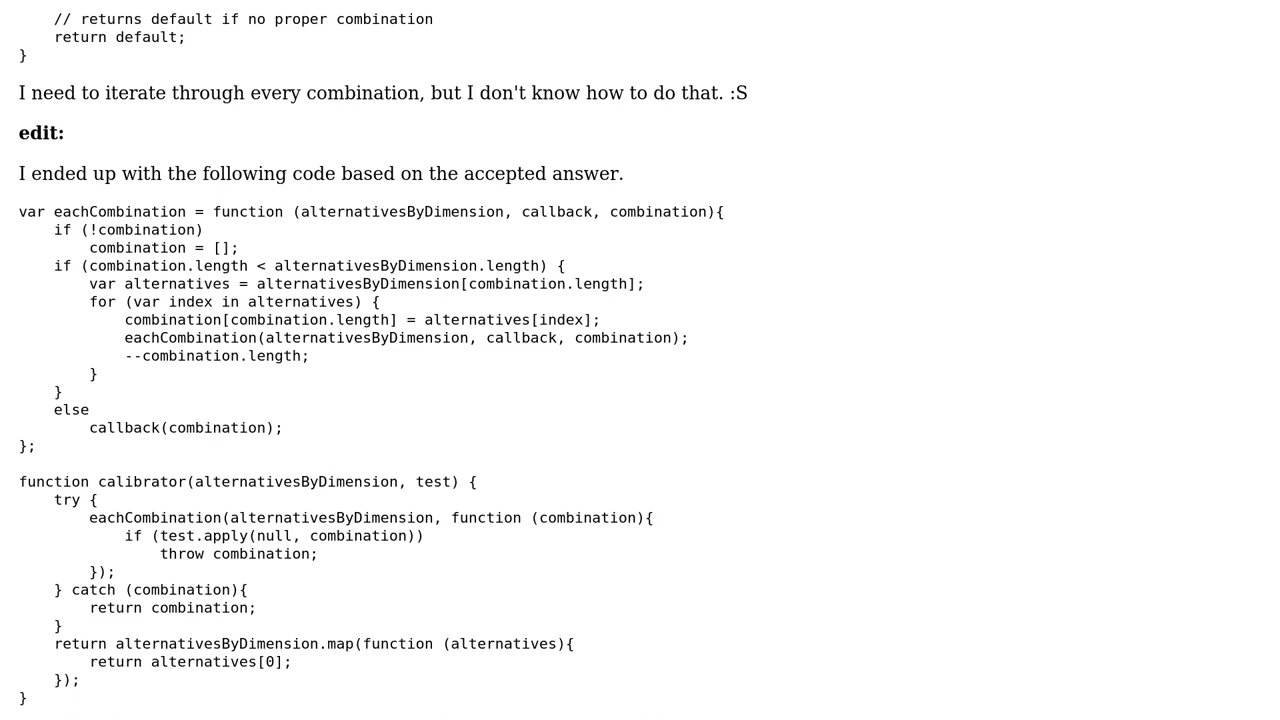 // returns default if no proper combination
    return default;
}
I need to iterate through every combination, but I don't know how to do that. :S
edit:
I ended up with the following code based on the accepted answer.
var eachCombination = function (alternativesByDimension, callback, combination){
    if (!combination)
        combination = [];
    if (combination.length < alternativesByDimension.length) {
        var alternatives = alternativesByDimension[combination.length];
        for (var index in alternatives) {
            combination[combination.length] = alternatives[index];
            eachCombination(alternativesByDimension, callback, combination);
            --combination.length;
        }
    }
    else
        callback(combination);
};
function calibrator(alternativesByDimension, test) {
    try {
        eachCombination(alternativesByDimension, function (combination){
            if (test.apply(null, combination))
                throw combination;
        });
    } catch (combination){
        return combination;
    }
    return alternativesByDimension.map(function (alternatives){
        return alternatives[0];
    });
}